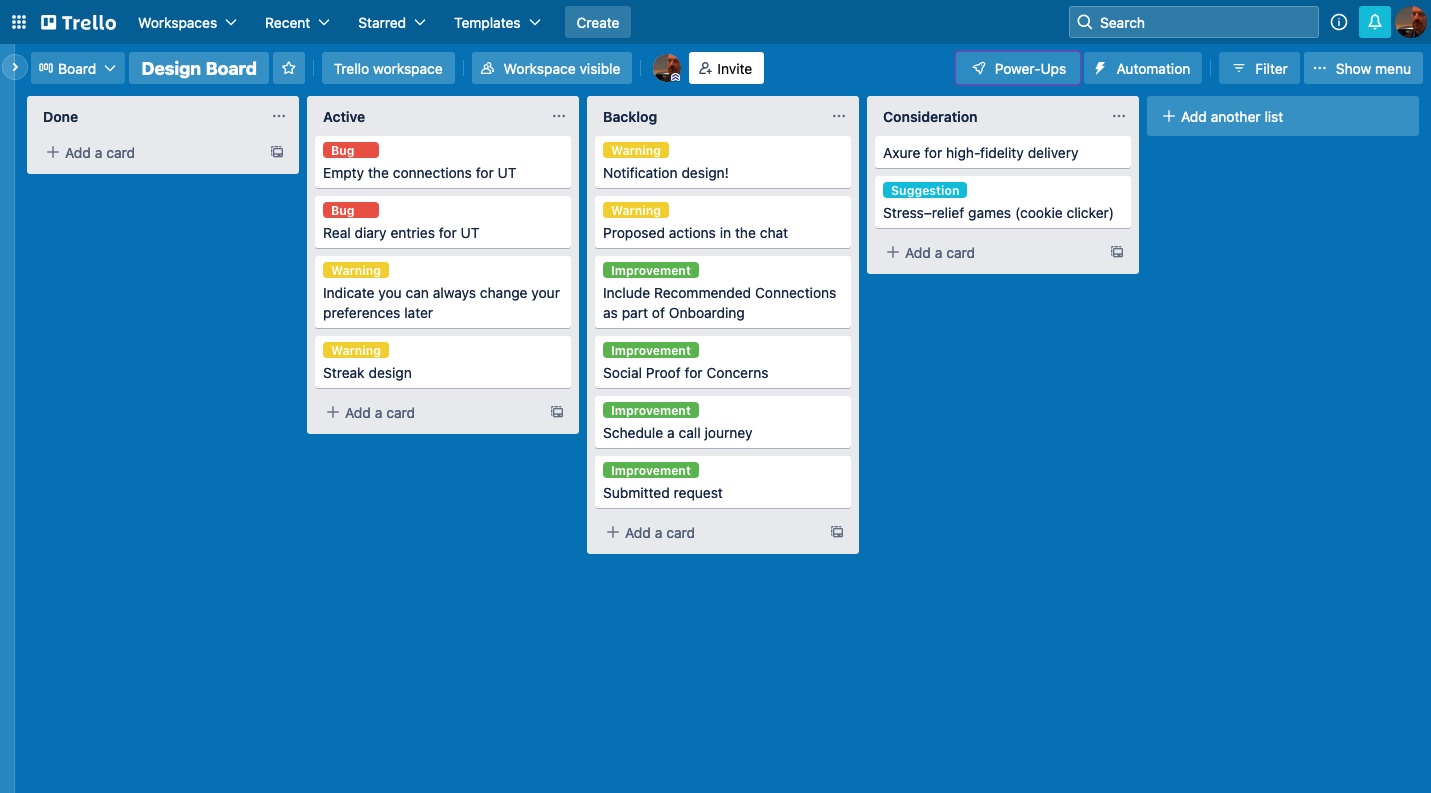 Trello
Workspaces
Recent
Starred
Templates
Create
Search
Board
Design Board
Trello workspace
Workspace visible
Invite
Power-Ups
Automation
Filter
Show menu
Done
Add a card
Active
Bug
Empty the connections for UT
Bug
Real diary entries for UT
Warning
Indicate you can always change your
preferences later
Warning
Streak design
Add a card
Backlog
Warning
Notification design!
Warning
Proposed actions in the chat
Improvement
Include Recommended Connections
as part of Onboarding
Improvement
Social Proof for Concerns
Improvement
Schedule a call journey
Improvement
Submitted request
Add a card
Consideration
Axure for high-fidelity delivery
Suggestion
Stress–relief games (cookie clicker)
Add a card
Add another list